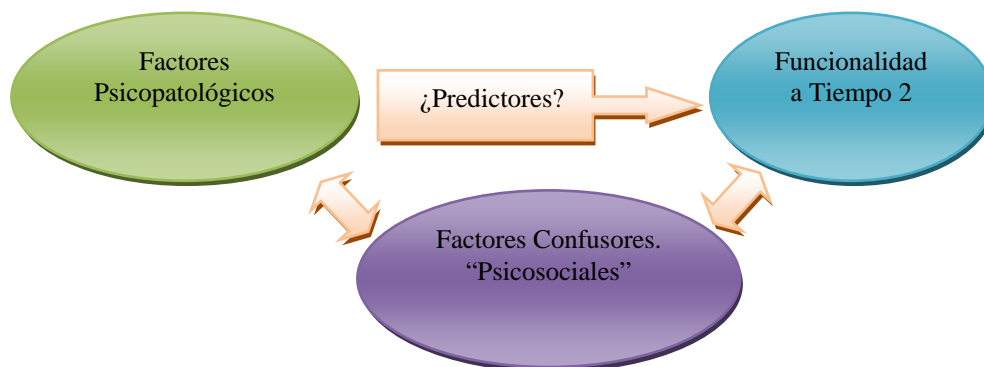 Factores
Psicopatológicos
¿Predictores?
Funcionalidad
a Tiempo 2
Factores Confusores.
“Psicosociales”